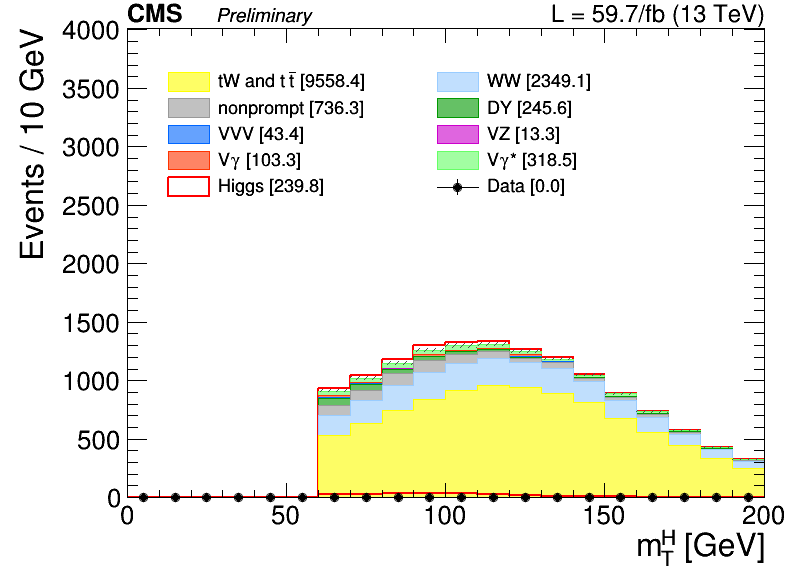 CMS Preliminary L = 59.7/fb (13 TeV)
Events / 10 GeV
4000
3500
3000
2500
2000
1500
1000
500
0
tW and t t̄ [9558.4] WW [2349.1]
nonprompt [736.3] DY [245.6]
VVV [43.4] VZ [13.3]
Vγ [103.3] Vγ* [318.5]
Higgs [239.8] Data [0.0]
0 50 100 150 200
m_T^H [GeV]